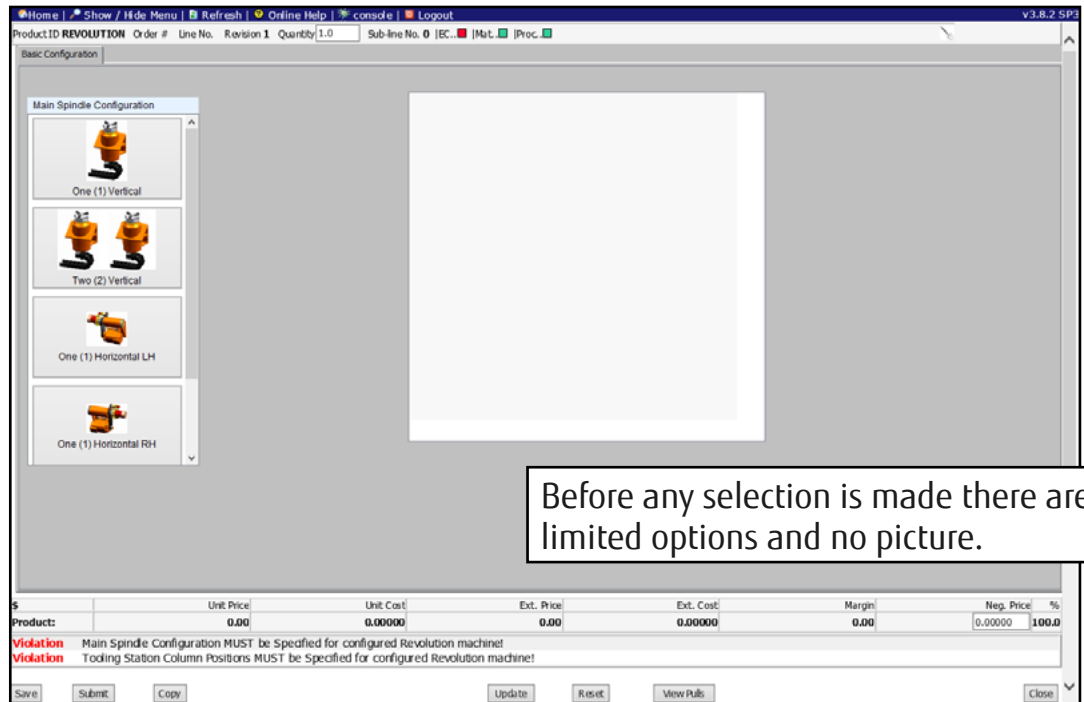 Home | Show / Hide Menu | Refresh | Online Help | console | Logout v3.8.2 SP3
Product ID REVOLUTION Order # Line No. Revision 1 Quantity 1.0 Sub-line No. 0 |EC.. |Mat.. |Proc..
Basic Configuration
Main Spindle Configuration
One (1) Vertical
Two (2) Vertical
One (1) Horizontal LH
One (1) Horizontal RH
Before any selection is made there are
limited options and no picture.
$ Unit Price Unit Cost Ext. Price Ext. Cost Margin Neg. Price %
Product: 0.00 0.00000 0.00 0.00000 0.00 0.00000 100.0
Violation Main Spindle Configuration MUST be Specified for configured Revolution machine!
Violation Tooling Station Column Positions MUST be Specified for configured Revolution machine!
Save Submit Copy Update Reset View Pulls Close